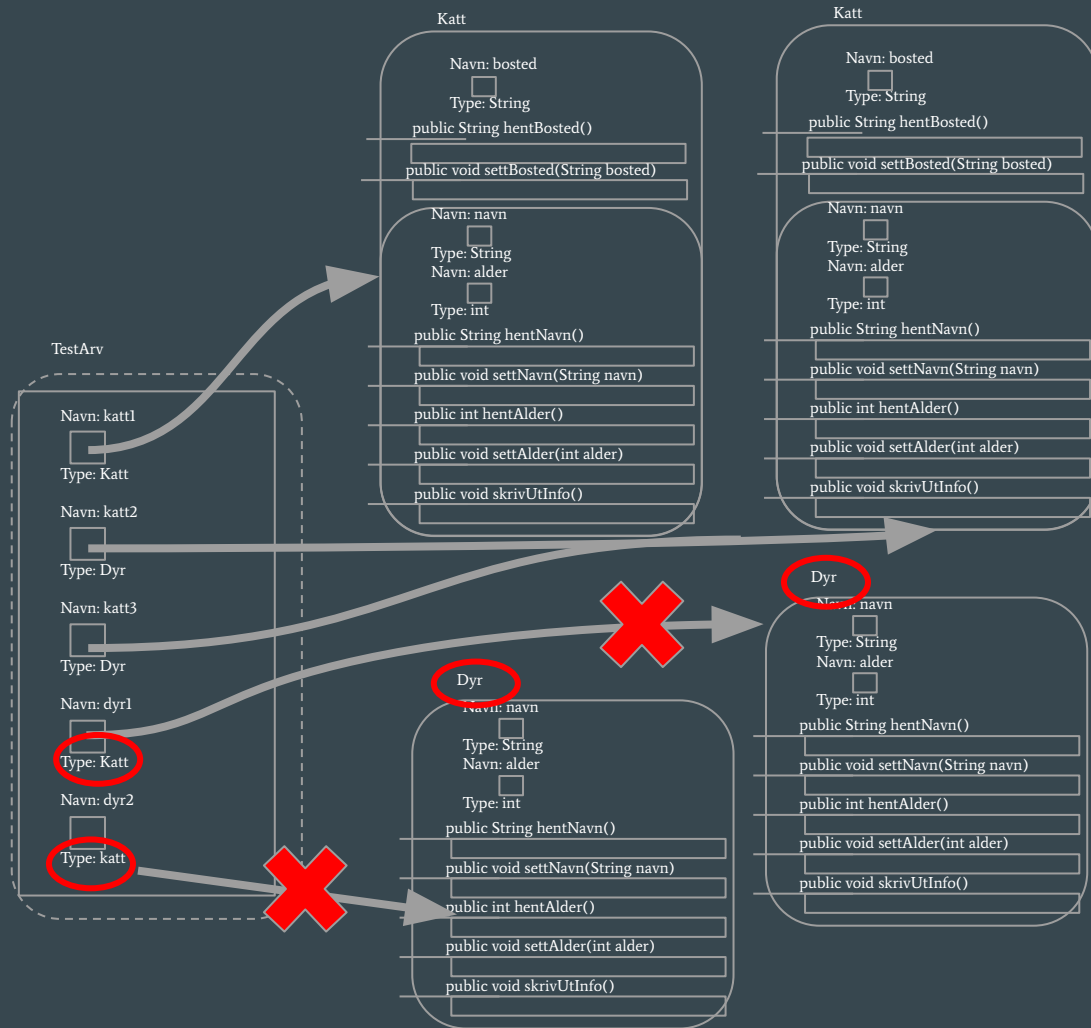 Katt
Navn: bosted
Type: String
public String hentBosted()
public void settBosted(String bosted)
Navn: navn
Type: String
Navn: alder
Type: int
public String hentNavn()
public void settNavn(String navn)
public int hentAlder()
public void settAlder(int alder)
public void skrivUtInfo()
Katt
Navn: bosted
Type: String
public String hentBosted()
public void settBosted(String bosted)
Navn: navn
Type: String
Navn: alder
Type: int
public String hentNavn()
public void settNavn(String navn)
public int hentAlder()
public void settAlder(int alder)
public void skrivUtInfo()
TestArv
Navn: katt1
Type: Katt
Navn: katt2
Type: Dyr
Navn: katt3
Type: Dyr
Navn: dyr1
Type: Katt
Navn: dyr2
Type: katt
Dyr
Navn: navn
Type: String
Navn: alder
Type: int
public String hentNavn()
public void settNavn(String navn)
public int hentAlder()
public void settAlder(int alder)
public void skrivUtInfo()
Dyr
Navn: navn
Type: String
Navn: alder
Type: int
public String hentNavn()
public void settNavn(String navn)
public int hentAlder()
public void settAlder(int alder)
public void skrivUtInfo()